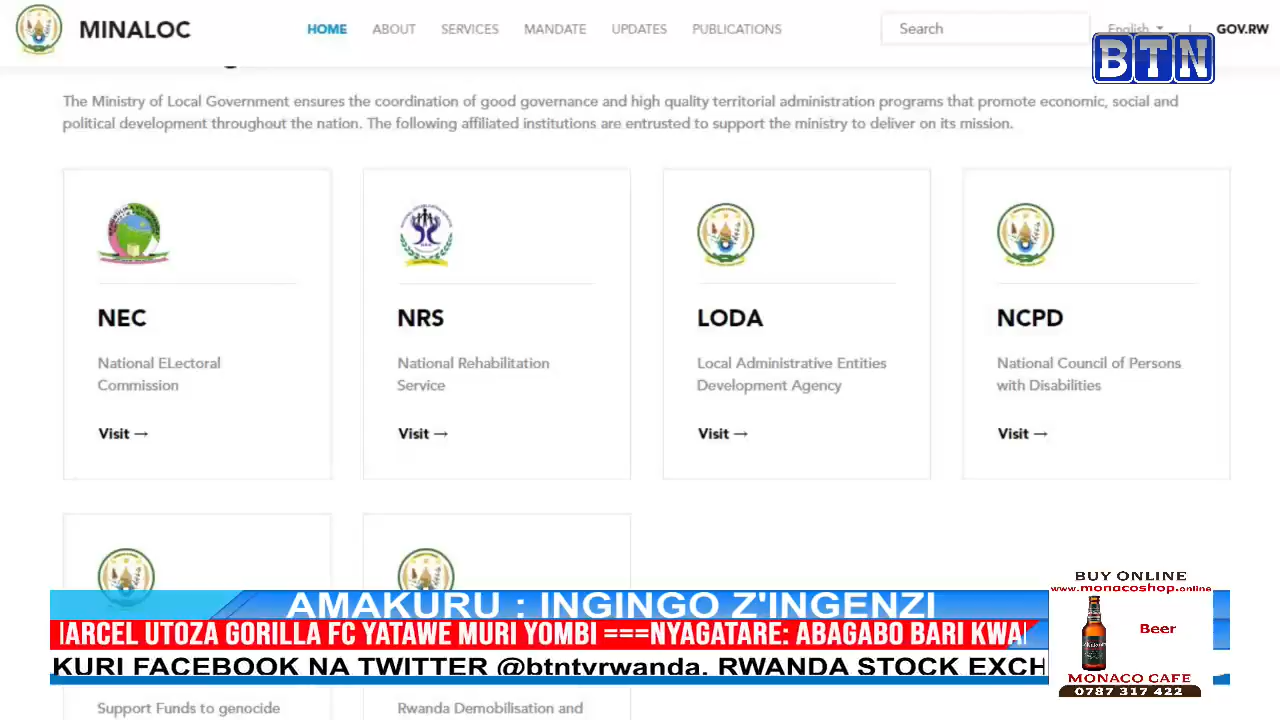 MINALOC
HOME ABOUT SERVICES MANDATE UPDATES PUBLICATIONS
Search
English
GOV.RW
BTN
The Ministry of Local Government ensures the coordination of good governance and high quality territorial administration programs that promote economic, social and
political development throughout the nation. The following affiliated institutions are entrusted to support the ministry to deliver on its mission.
NEC
National ELectoral
Commission
Visit →
NRS
National Rehabilitation
Service
Visit →
LODA
Local Administrative Entities
Development Agency
Visit →
NCPD
National Council of Persons
with Disabilities
Visit →
AMAKURU : INGINGO Z'INGENZI
UTOZA GORILLA FC YATAWE MURI YOMBI ===NYAGATARE: ABAGABO BARI
KURI FACEBOOK NA TWITTER @btntvrwanda. RWANDA STOCK EXCH
BUY ONLINE
www.monacoshop.online
Beer
MONACO CAFE
0787 317 422
Support Funds to genocide
Rwanda Demobilisation and